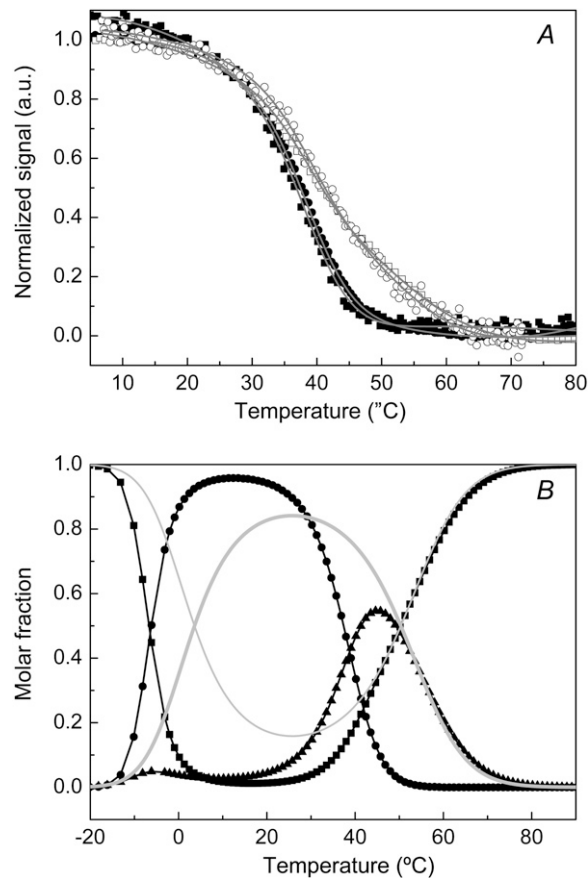 A
1.0
0.8
0.6
0.4
0.2
0.0
Normalized signal (a.u.)
10 20 30 40 50 60 70 80
Temperature (”C)
B
1.0
0.8
0.6
0.4
0.2
0.0
Molar fraction
-20 0 20 40 60 80
Temperature (ºC)